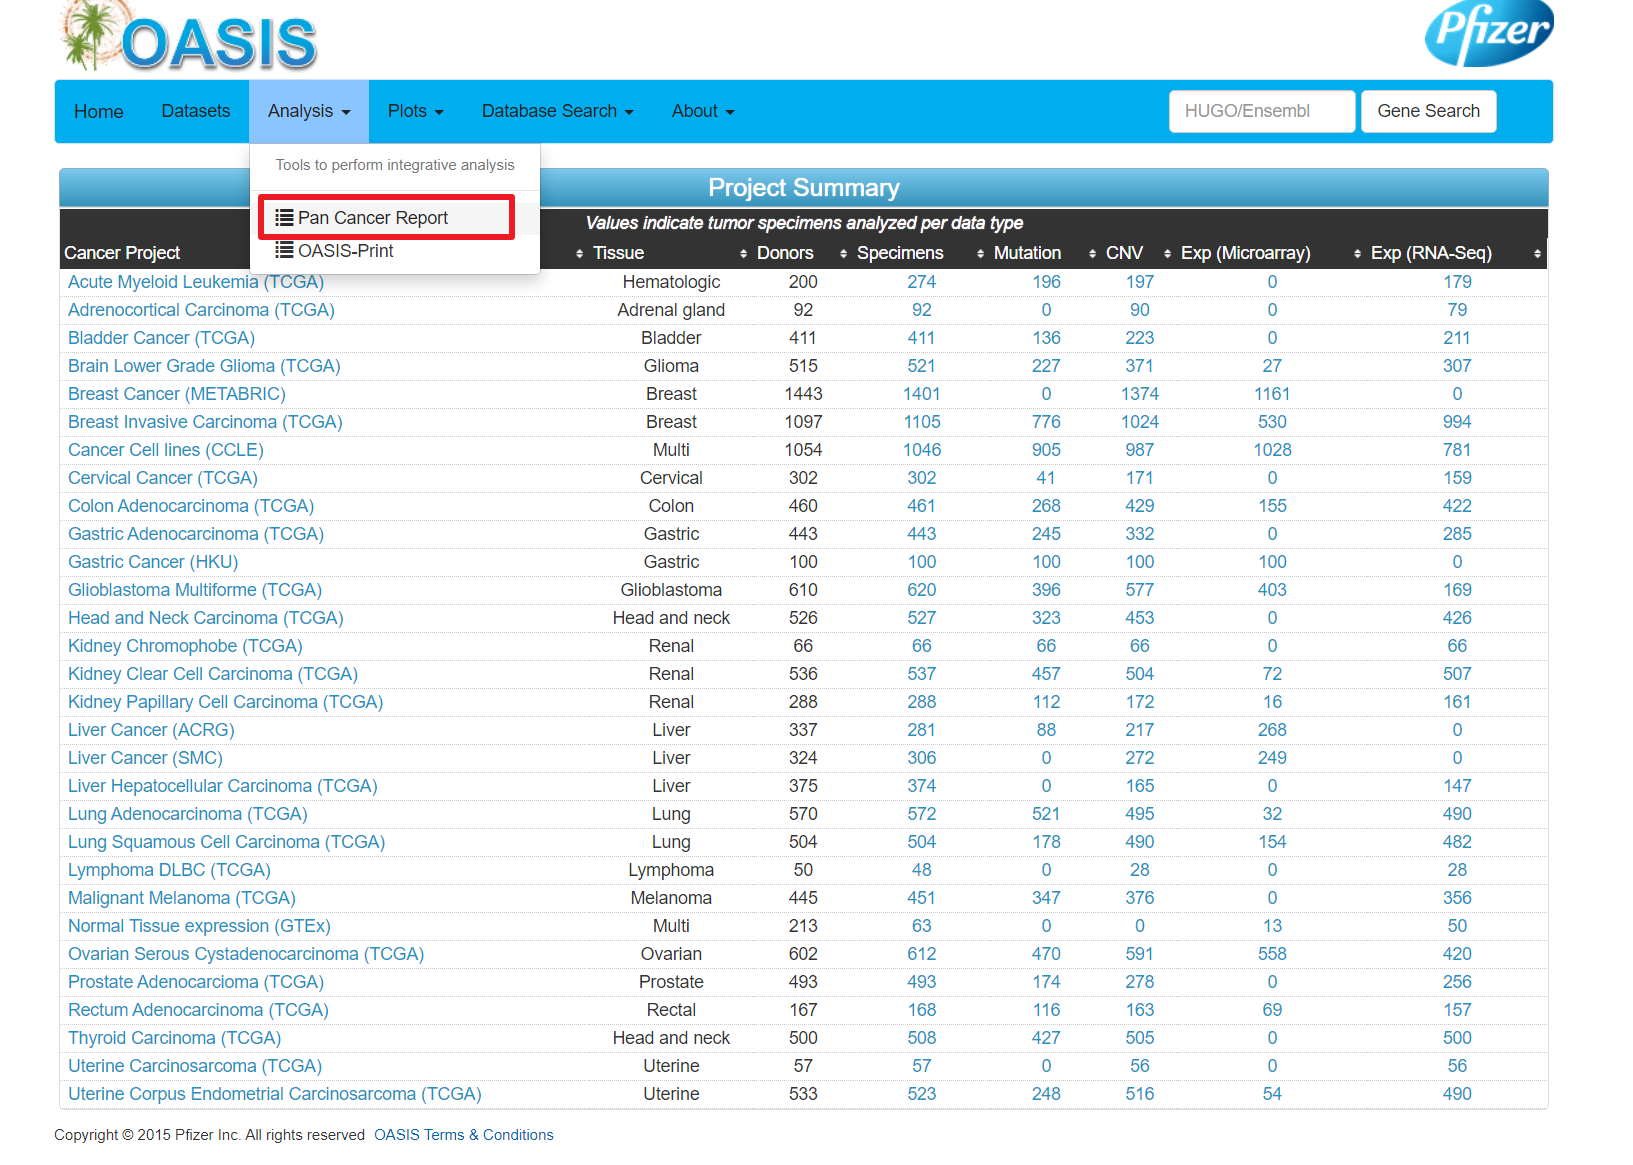 OASIS
Pfizer
Home Datasets Analysis Plots Database Search About HUGO/Ensembl Gene Search
Tools to perform integrative analysis
Pan Cancer Report
OASIS-Print
Project Summary
Values indicate tumor specimens analyzed per data type
Cancer Project Tissue Donors Specimens Mutation CNV Exp (Microarray) Exp (RNA-Seq)
Acute Myeloid Leukemia (TCGA) Hematologic 200 274 196 197 0 179
Adrenocortical Carcinoma (TCGA) Adrenal gland 92 92 0 90 0 79
Bladder Cancer (TCGA) Bladder 411 411 136 223 0 211
Brain Lower Grade Glioma (TCGA) Glioma 515 521 227 371 27 307
Breast Cancer (METABRIC) Breast 1443 1401 0 1374 1161 0
Breast Invasive Carcinoma (TCGA) Breast 1097 1105 776 1024 530 994
Cancer Cell lines (CCLE) Multi 1054 1046 905 987 1028 781
Cervical Cancer (TCGA) Cervical 302 302 41 171 0 159
Colon Adenocarcinoma (TCGA) Colon 460 461 268 429 155 422
Gastric Adenocarcinoma (TCGA) Gastric 443 443 245 332 0 285
Gastric Cancer (HKU) Gastric 100 100 100 100 100 0
Glioblastoma Multiforme (TCGA) Glioblastoma 610 620 396 577 403 169
Head and Neck Carcinoma (TCGA) Head and neck 526 527 323 453 0 426
Kidney Chromophobe (TCGA) Renal 66 66 66 66 0 66
Kidney Clear Cell Carcinoma (TCGA) Renal 536 537 457 504 72 507
Kidney Papillary Cell Carcinoma (TCGA) Renal 288 288 112 172 16 161
Liver Cancer (ACRG) Liver 337 281 88 217 268 0
Liver Cancer (SMC) Liver 324 306 0 272 249 0
Liver Hepatocellular Carcinoma (TCGA) Liver 375 374 0 165 0 147
Lung Adenocarcinoma (TCGA) Lung 570 572 521 495 32 490
Lung Squamous Cell Carcinoma (TCGA) Lung 504 504 178 490 154 482
Lymphoma DLBC (TCGA) Lymphoma 50 48 0 28 0 28
Malignant Melanoma (TCGA) Melanoma 445 451 347 376 0 356
Normal Tissue expression (GTEx) Multi 213 63 0 0 13 50
Ovarian Serous Cystadenocarcinoma (TCGA) Ovarian 602 612 470 591 558 420
Prostate Adenocarcioma (TCGA) Prostate 493 493 174 278 0 256
Rectum Adenocarcinoma (TCGA) Rectal 167 168 116 163 69 157
Thyroid Carcinoma (TCGA) Head and neck 500 508 427 505 0 500
Uterine Carcinosarcoma (TCGA) Uterine 57 57 0 56 0 56
Uterine Corpus Endometrial Carcinosarcoma (TCGA) Uterine 533 523 248 516 54 490
Copyright © 2015 Pfizer Inc. All rights reserved OASIS Terms & Conditions